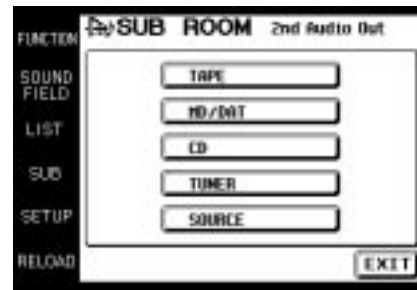 SUB ROOM 2nd Audio Out
FUNCTION
SOUND
FIELD
LIST
SUB
SETUP
RELOAD
TAPE
MD/DAT
CD
TUNER
SOURCE
EXIT